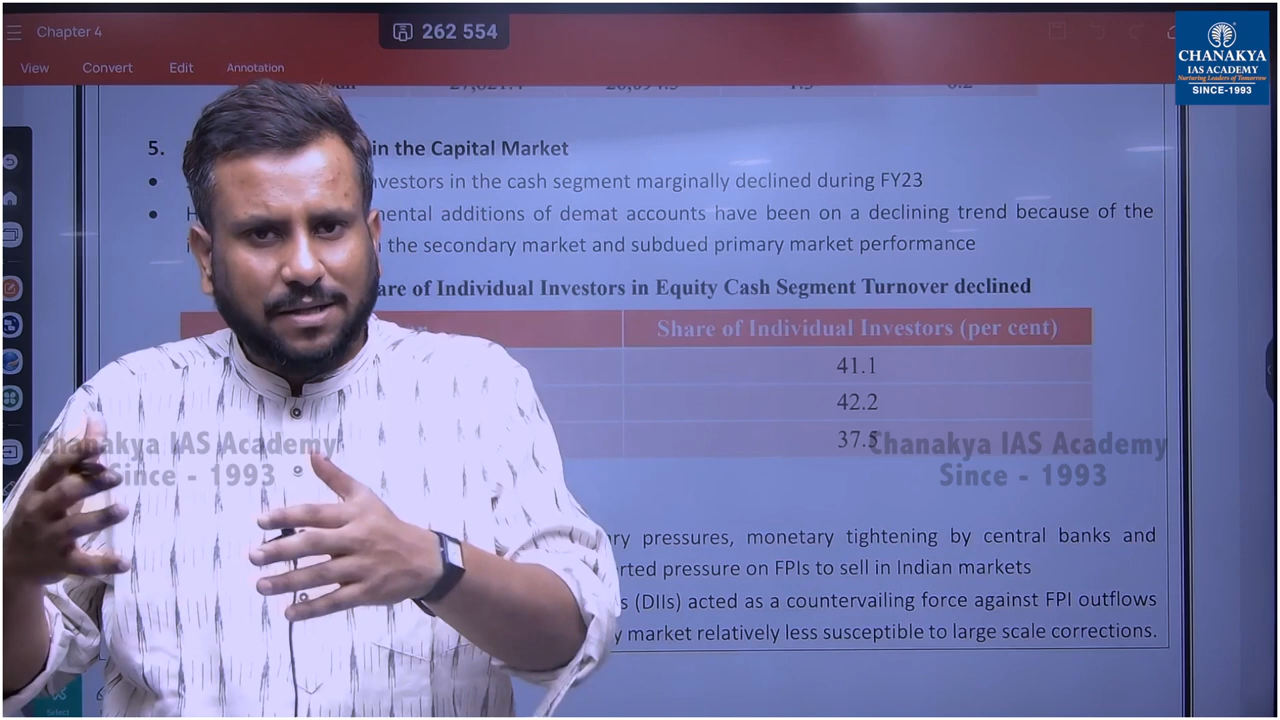 Chapter 4
262 554
View Convert Edit Annotation
CHANAKYA
IAS ACADEMY
Nurturing Leaders of Tomorrow
SINCE-1993
5. in the Capital Market
nvestors in the cash segment marginally declined during FY23
mental additions of demat accounts have been on a declining trend because of the
the secondary market and subdued primary market performance
are of Individual Investors in Equity Cash Segment Turnover declined
Share of Individual Investors (per cent)
41.1
42.2
37.5
Chanakya IAS Academy
Since - 1993
Chanakya IAS Academy
Since - 1993
ry pressures, monetary tightening by central banks and
rted pressure on FPIs to sell in Indian markets
s (DIIs) acted as a countervailing force against FPI outflows
y market relatively less susceptible to large scale corrections.
Select